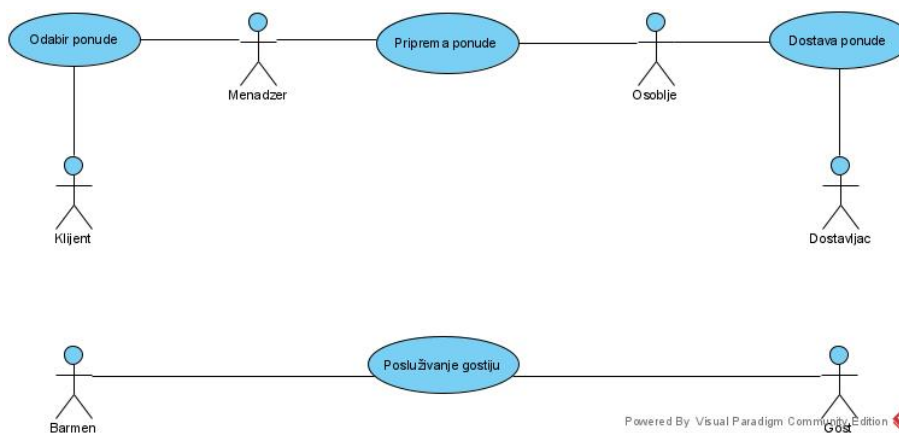 Odabir ponude
Menadzer
Priprema ponude
Osoblje
Dostava ponude
Klijent
Dostavljac
Posluživanje gostiju
Barmen
Gost
Powered By Visual Paradigm Community Edition